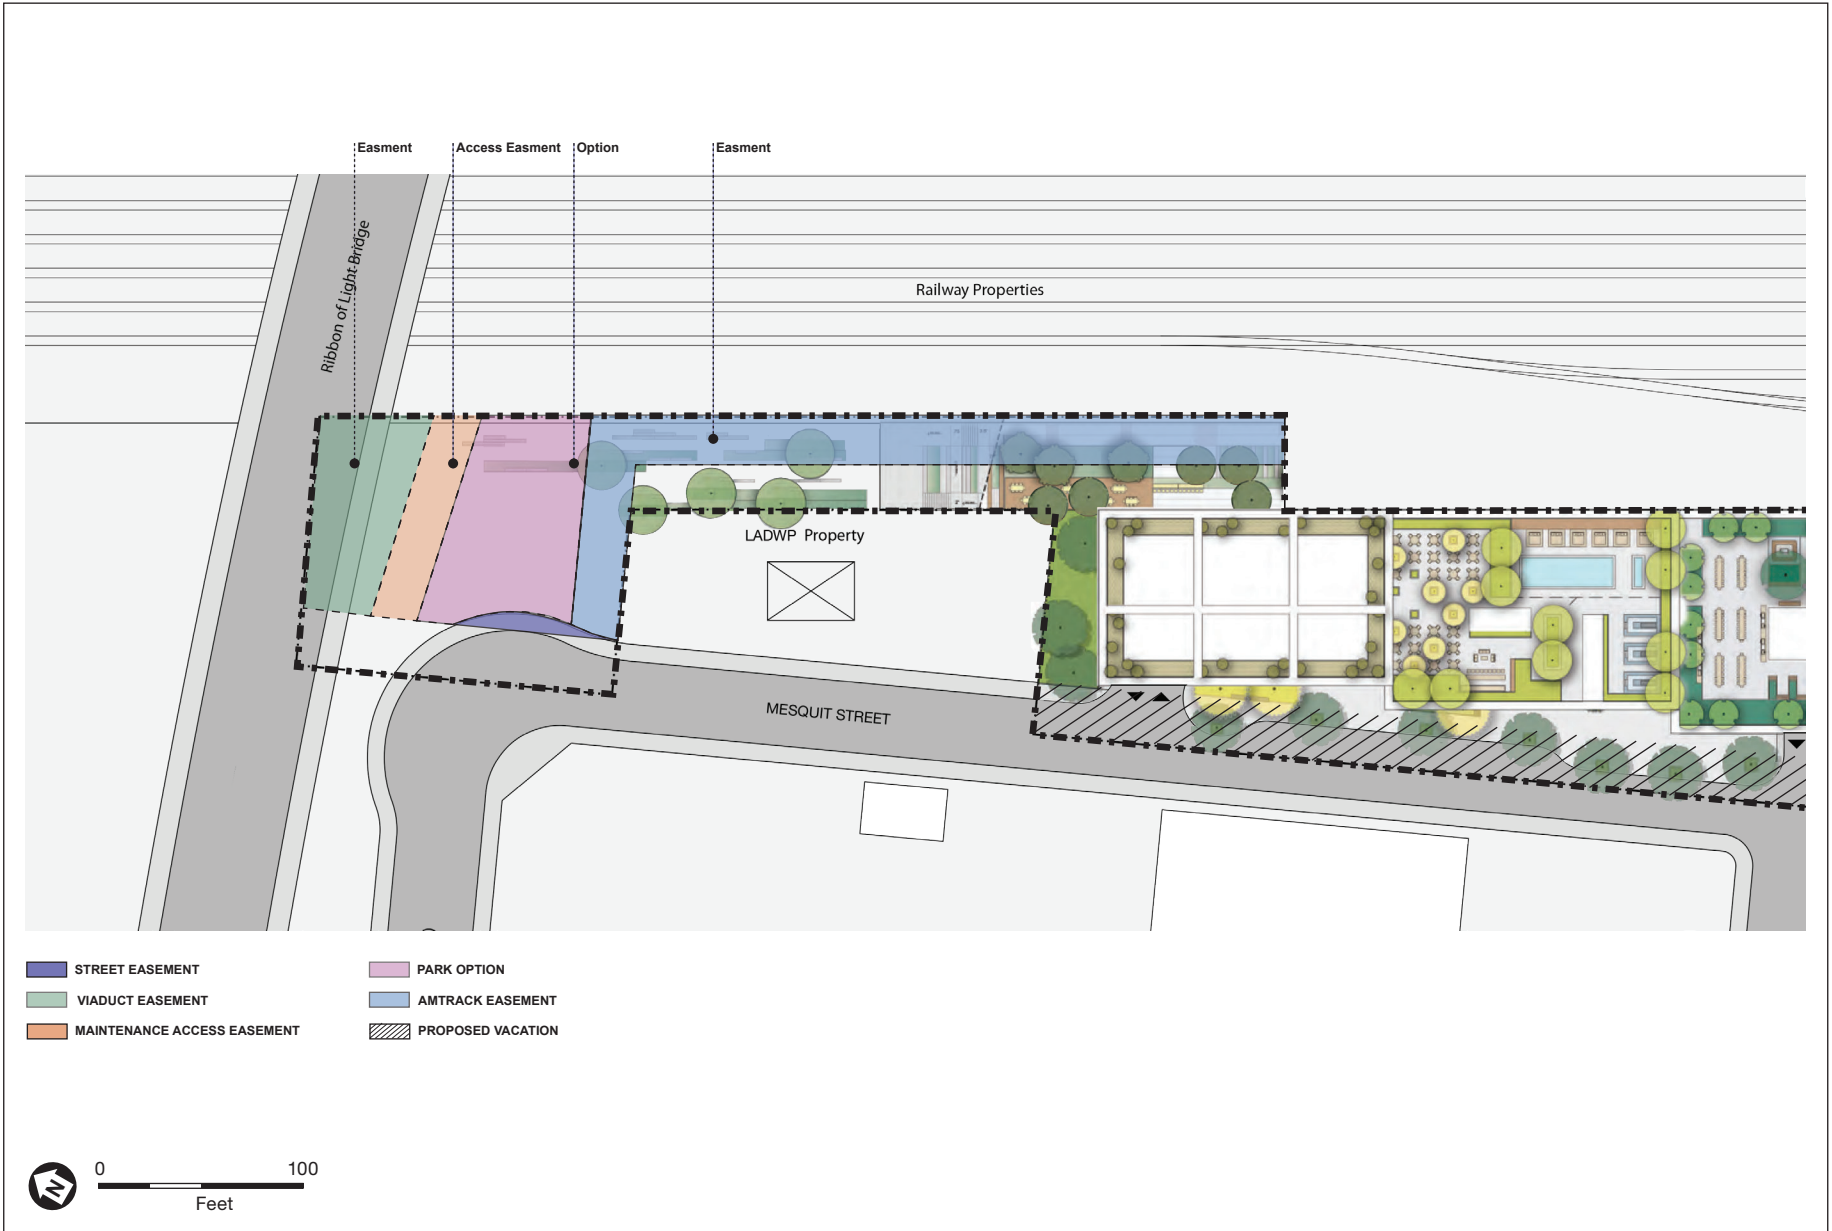 Easment
Access Easment
Option
Easment
Ribbon of Light Bridge
Railway Properties
LADWP Property
MESQUIT STREET
STREET EASEMENT
PARK OPTION
VIADUCT EASEMENT
AMTRACK EASEMENT
MAINTENANCE ACCESS EASEMENT
PROPOSED VACATION
N
0 100
Feet